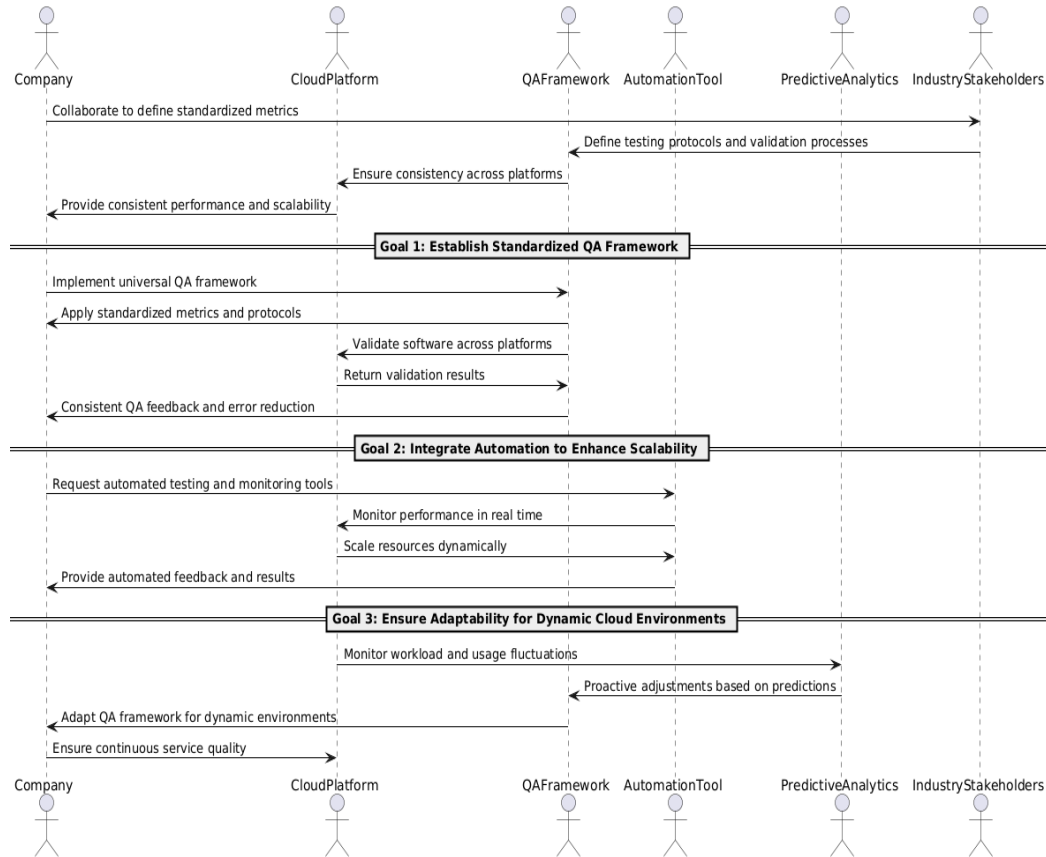 Company CloudPlatform QAFramework AutomationTool PredictiveAnalytics IndustryStakeholders
Collaborate to define standardized metrics
Define testing protocols and validation processes
Ensure consistency across platforms
Provide consistent performance and scalability
Goal 1: Establish Standardized QA Framework
Implement universal QA framework
Apply standardized metrics and protocols
Validate software across platforms
Return validation results
Consistent QA feedback and error reduction
Goal 2: Integrate Automation to Enhance Scalability
Request automated testing and monitoring tools
Monitor performance in real time
Scale resources dynamically
Provide automated feedback and results
Goal 3: Ensure Adaptability for Dynamic Cloud Environments
Monitor workload and usage fluctuations
Proactive adjustments based on predictions
Adapt QA framework for dynamic environments
Ensure continuous service quality
Company CloudPlatform QAFramework AutomationTool PredictiveAnalytics IndustryStakeholders